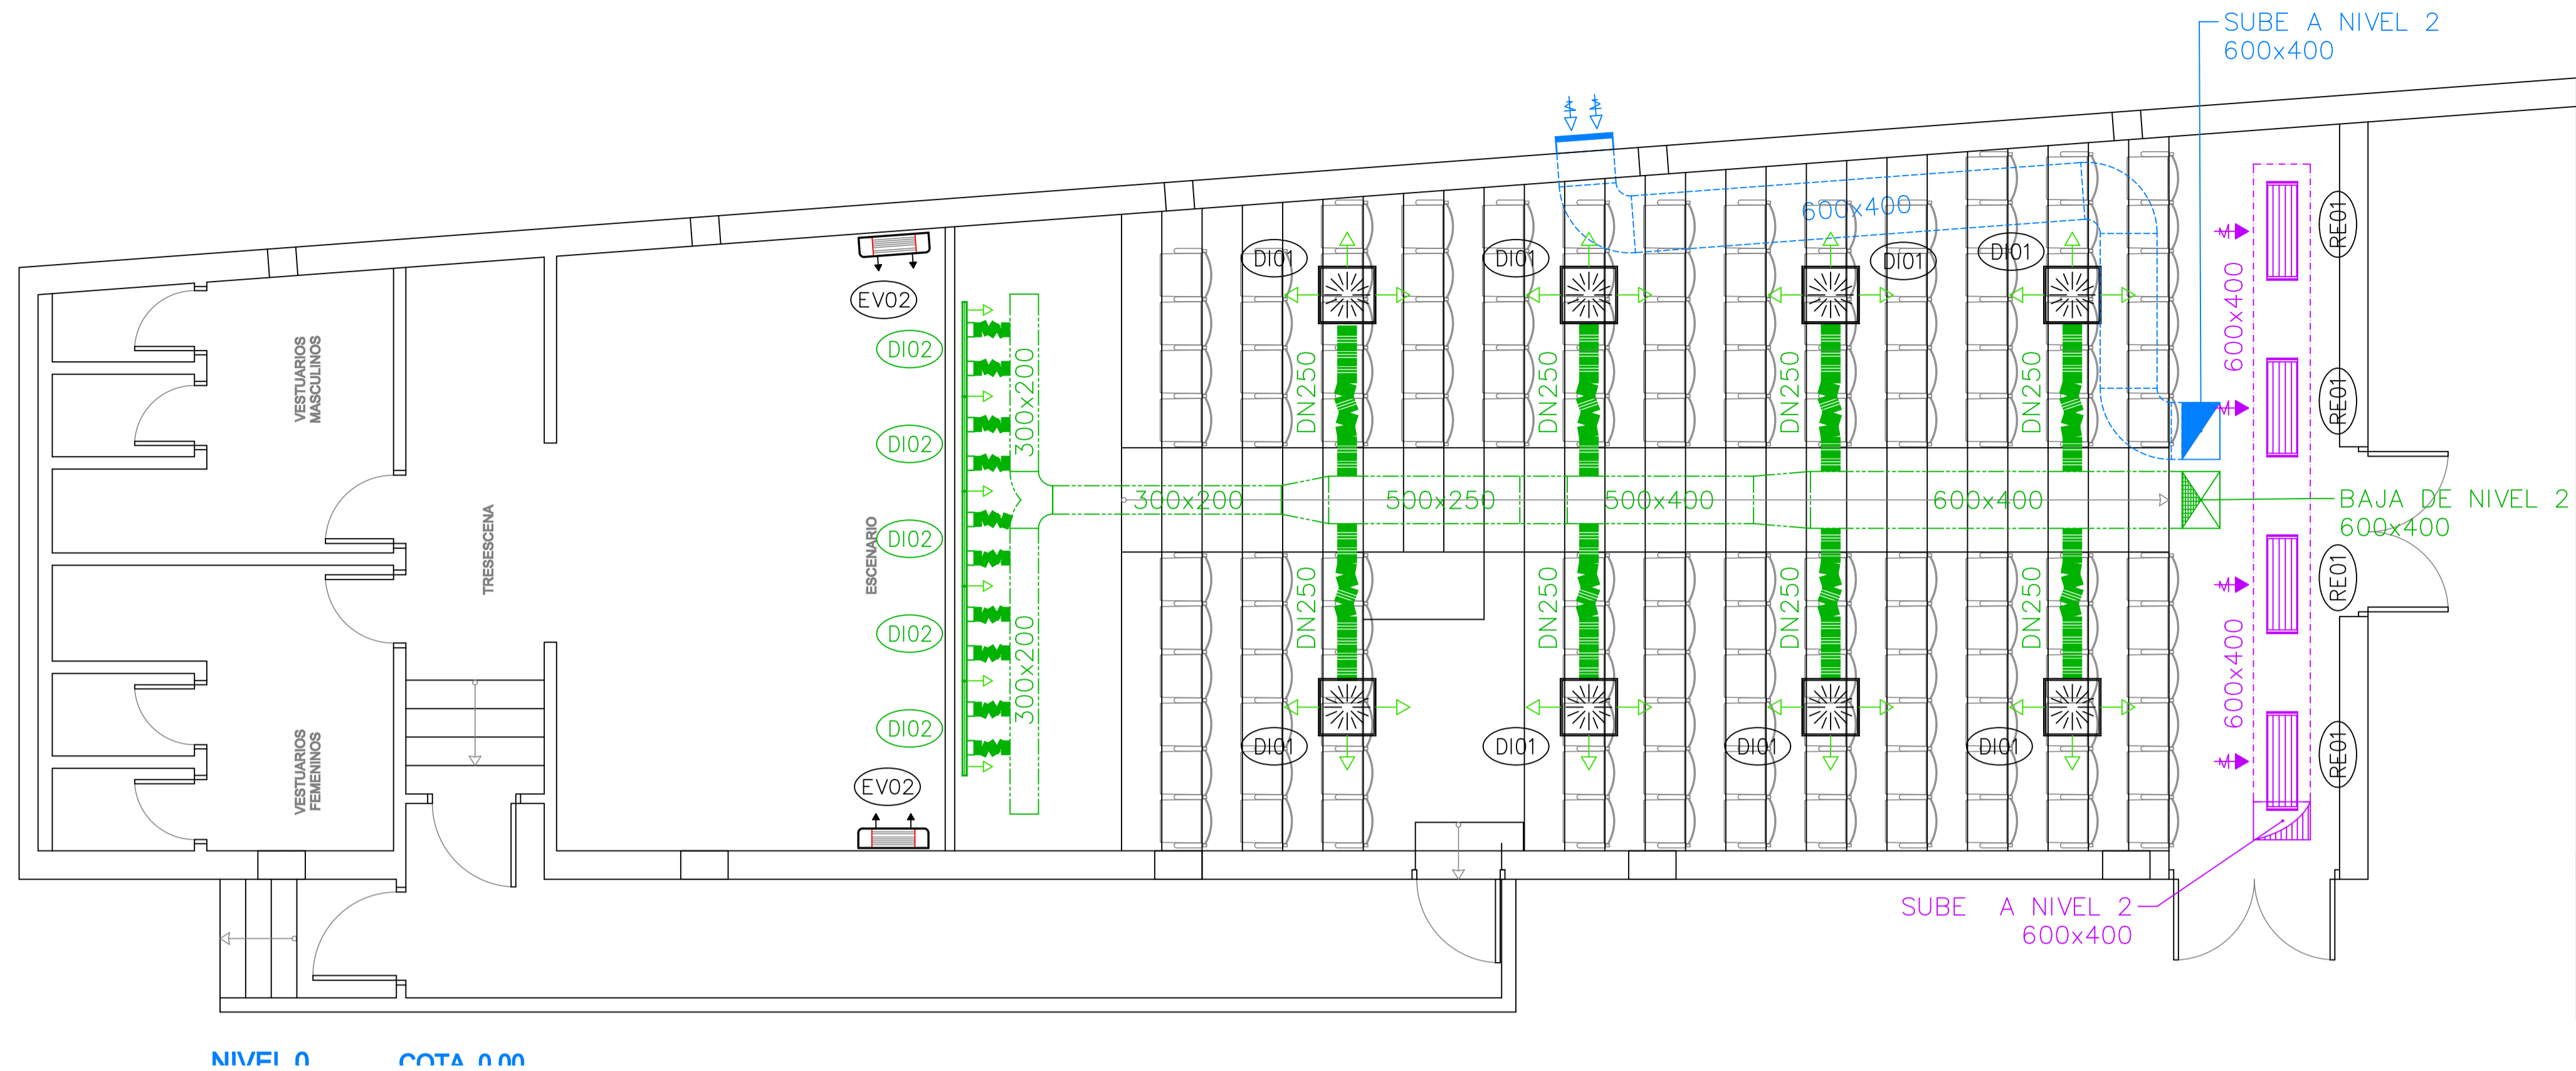 SUBE A NIVEL 2
600x400
600x400
DI01
DI01
DI01
DI01
RE01
EV02
DI02
300x200
DN250
DN250
DN250
DN250
600x400
RE01
VESTUARIOS
MASCULINOS
DI02
TRESESCENA
ESCENARIO
300x200
500x250
500x400
600x400
BAJA DE NIVEL 2
600x400
DI02
DI02
300x200
DN250
DN250
DN250
DN250
600x400
RE01
DI02
DI01
DI01
DI01
DI01
RE01
VESTUARIOS
FEMENINOS
EV02
SUBE A NIVEL 2
600x400
NIVEL 0
COTA 0.00